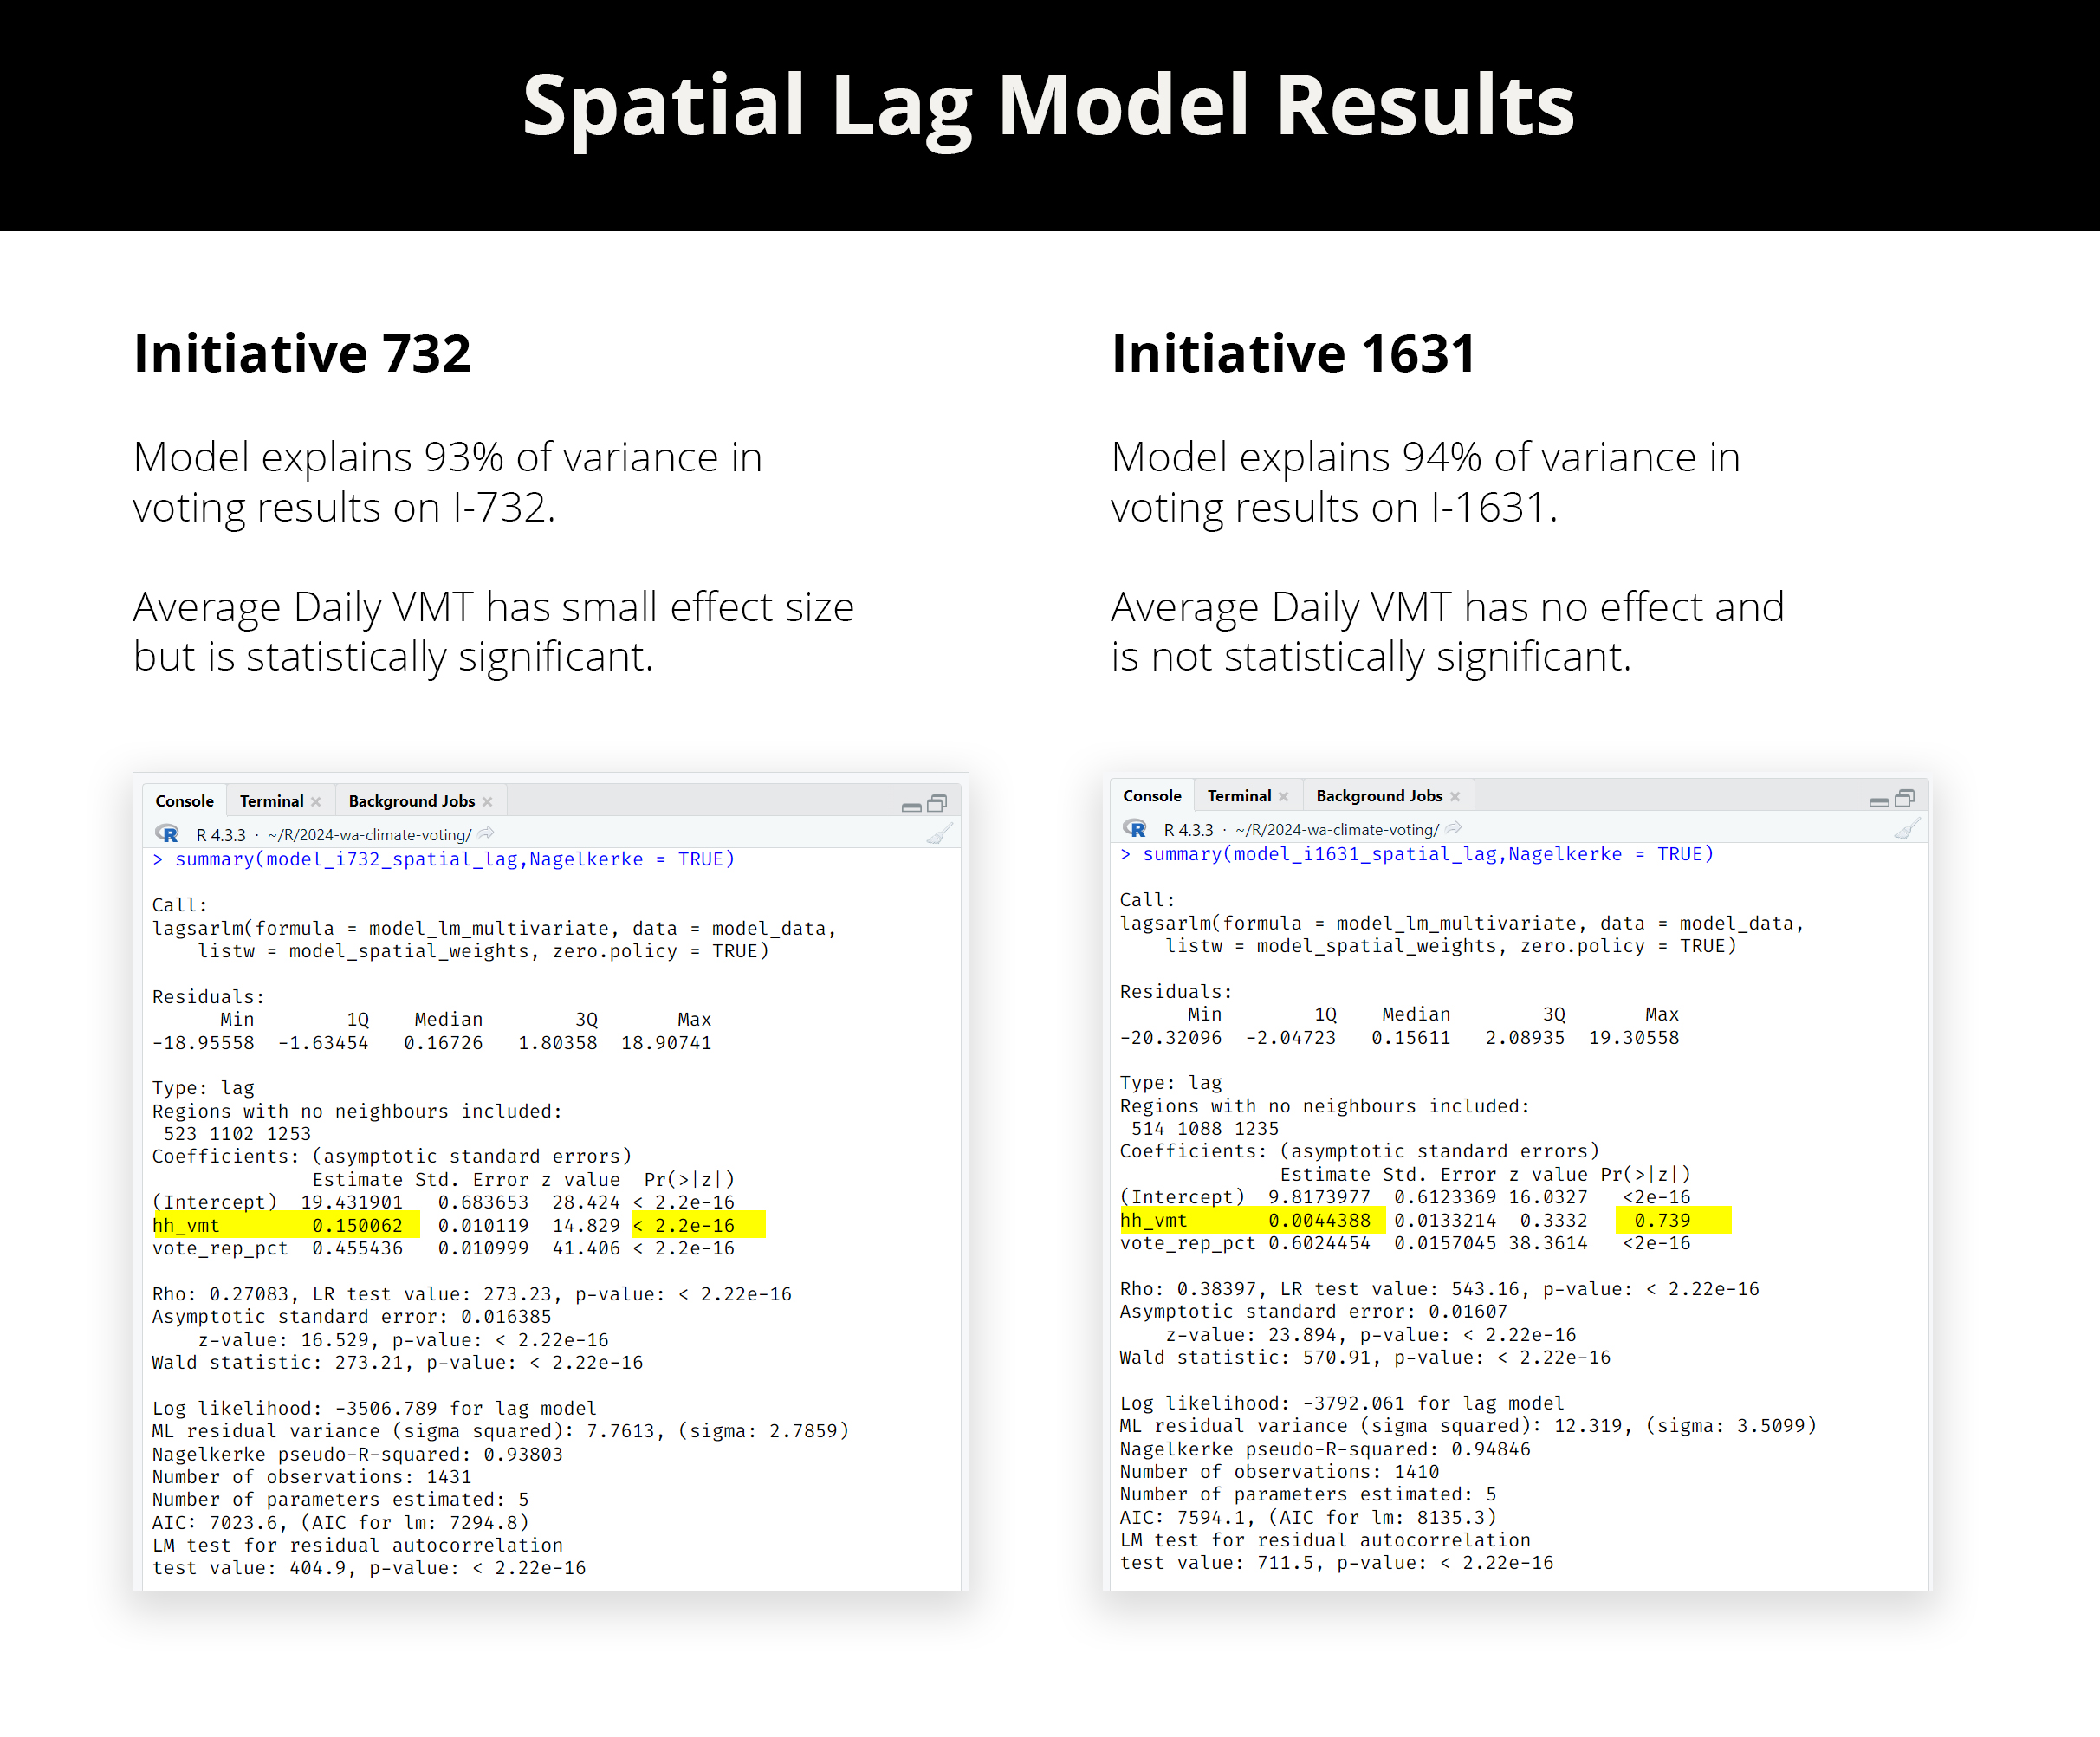 Spatial Lag Model Results
Initiative 732
Model explains 93% of variance in
voting results on I-732.
Average Daily VMT has small effect size
but is statistically significant.
Console Terminal Background Jobs
R R 4.3.3 · ~/R/2024-wa-climate-voting/
> summary(model_i732_spatial_lag,Nagelkerke = TRUE)
Call:
lagsarlm(formula = model_lm_multivariate, data = model_data,
listw = model_spatial_weights, zero.policy = TRUE)
Residuals:
Min 1Q Median 3Q Max
-18.95558 -1.63454 0.16726 1.80358 18.90741
Type: lag
Regions with no neighbours included:
523 1102 1253
Coefficients: (asymptotic standard errors)
Estimate Std. Error z value Pr(>|z|)
(Intercept) 19.431901 0.683653 28.424 < 2.2e-16
hh_vmt 0.150062 0.010119 14.829 < 2.2e-16
vote_rep_pct 0.455436 0.010999 41.406 < 2.2e-16
Rho: 0.27083, LR test value: 273.23, p-value: < 2.22e-16
Asymptotic standard error: 0.016385
z-value: 16.529, p-value: < 2.22e-16
Wald statistic: 273.21, p-value: < 2.22e-16
Log likelihood: -3506.789 for lag model
ML residual variance (sigma squared): 7.7613, (sigma: 2.7859)
Nagelkerke pseudo-R-squared: 0.93803
Number of observations: 1431
Number of parameters estimated: 5
AIC: 7023.6, (AIC for lm: 7294.8)
LM test for residual autocorrelation
test value: 404.9, p-value: < 2.22e-16
Initiative 1631
Model explains 94% of variance in
voting results on I-1631.
Average Daily VMT has no effect and
is not statistically significant.
Console Terminal Background Jobs
R R 4.3.3 · ~/R/2024-wa-climate-voting/
> summary(model_i1631_spatial_lag,Nagelkerke = TRUE)
Call:
lagsarlm(formula = model_lm_multivariate, data = model_data,
listw = model_spatial_weights, zero.policy = TRUE)
Residuals:
Min 1Q Median 3Q Max
-20.32096 -2.04723 0.15611 2.08935 19.30558
Type: lag
Regions with no neighbours included:
514 1088 1235
Coefficients: (asymptotic standard errors)
Estimate Std. Error z value Pr(>|z|)
(Intercept) 9.8173977 0.6123369 16.0327 <2e-16
hh_vmt 0.0044388 0.0133214 0.3332 0.739
vote_rep_pct 0.6024454 0.0157045 38.3614 <2e-16
Rho: 0.38397, LR test value: 543.16, p-value: < 2.22e-16
Asymptotic standard error: 0.01607
z-value: 23.894, p-value: < 2.22e-16
Wald statistic: 570.91, p-value: < 2.22e-16
Log likelihood: -3792.061 for lag model
ML residual variance (sigma squared): 12.319, (sigma: 3.5099)
Nagelkerke pseudo-R-squared: 0.94846
Number of observations: 1410
Number of parameters estimated: 5
AIC: 7594.1, (AIC for lm: 8135.3)
LM test for residual autocorrelation
test value: 711.5, p-value: < 2.22e-16